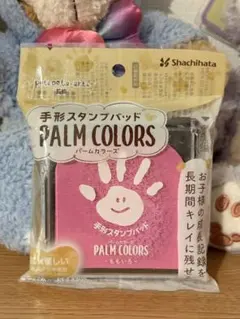 Shachihata
手形スタンプパッド
PALM COLORS
パームカラーズ
お子様の成長記録を
長期間キレイに残せ
手形スタンプパッド
PALM COLORS
ももいろ